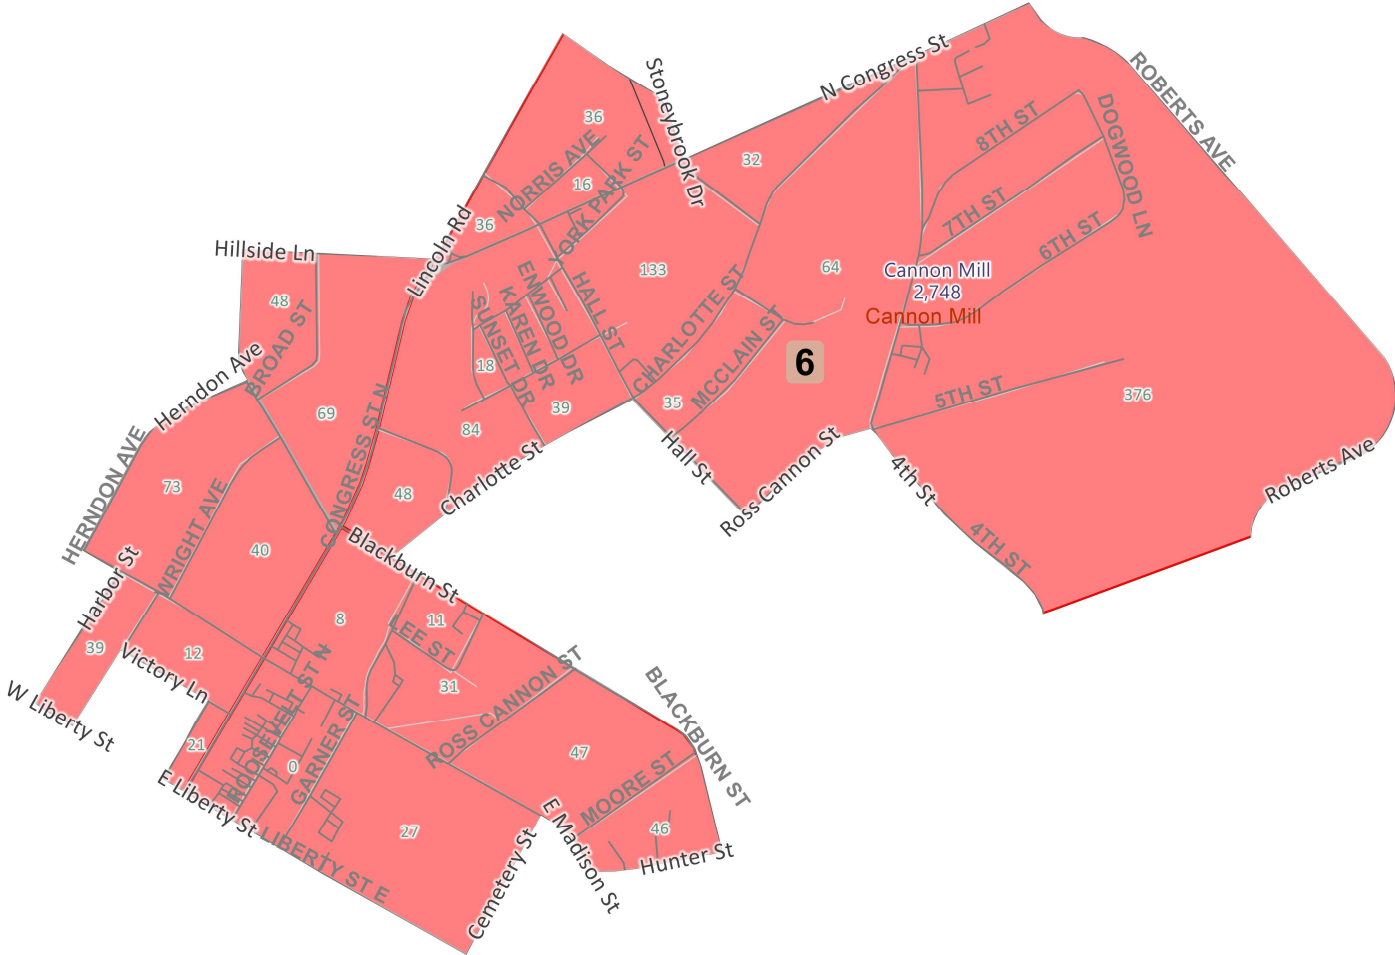 N Congress St
Stoneybrook Dr
ROBERTS AVE
36
DOGWOOD LN
8TH ST
NORRIS AVE
YORK PARK ST
32
16
7TH ST
36
Lincoln Rd
6TH ST
Hillside Ln
133
64
Cannon Mill
2,748
Cannon Mill
48
BROAD ST
ENWOOD DR
KAREN DR
SUNSET DR
HALL ST
CHARLOTTE ST
MCCLAIN ST
6
18
Herndon Ave
5TH ST
376
69
CONGRESS ST N
39
35
84
Charlotte St
Hall St
Ross Cannon St
4th St
Roberts Ave
HERNDON AVE
73
WRIGHT AVE
48
4TH ST
40
Blackburn St
Harbor St
8
11
LEE ST
39
Victory Ln
12
31
ROSS CANNON ST
BLACKBURN ST
W Liberty St
ROOSEVELT ST N
GARNER ST
21
0
47
MOORE ST
E Liberty St
LIBERTY ST E
27
46
Cemetery St
E Madison St
Hunter St